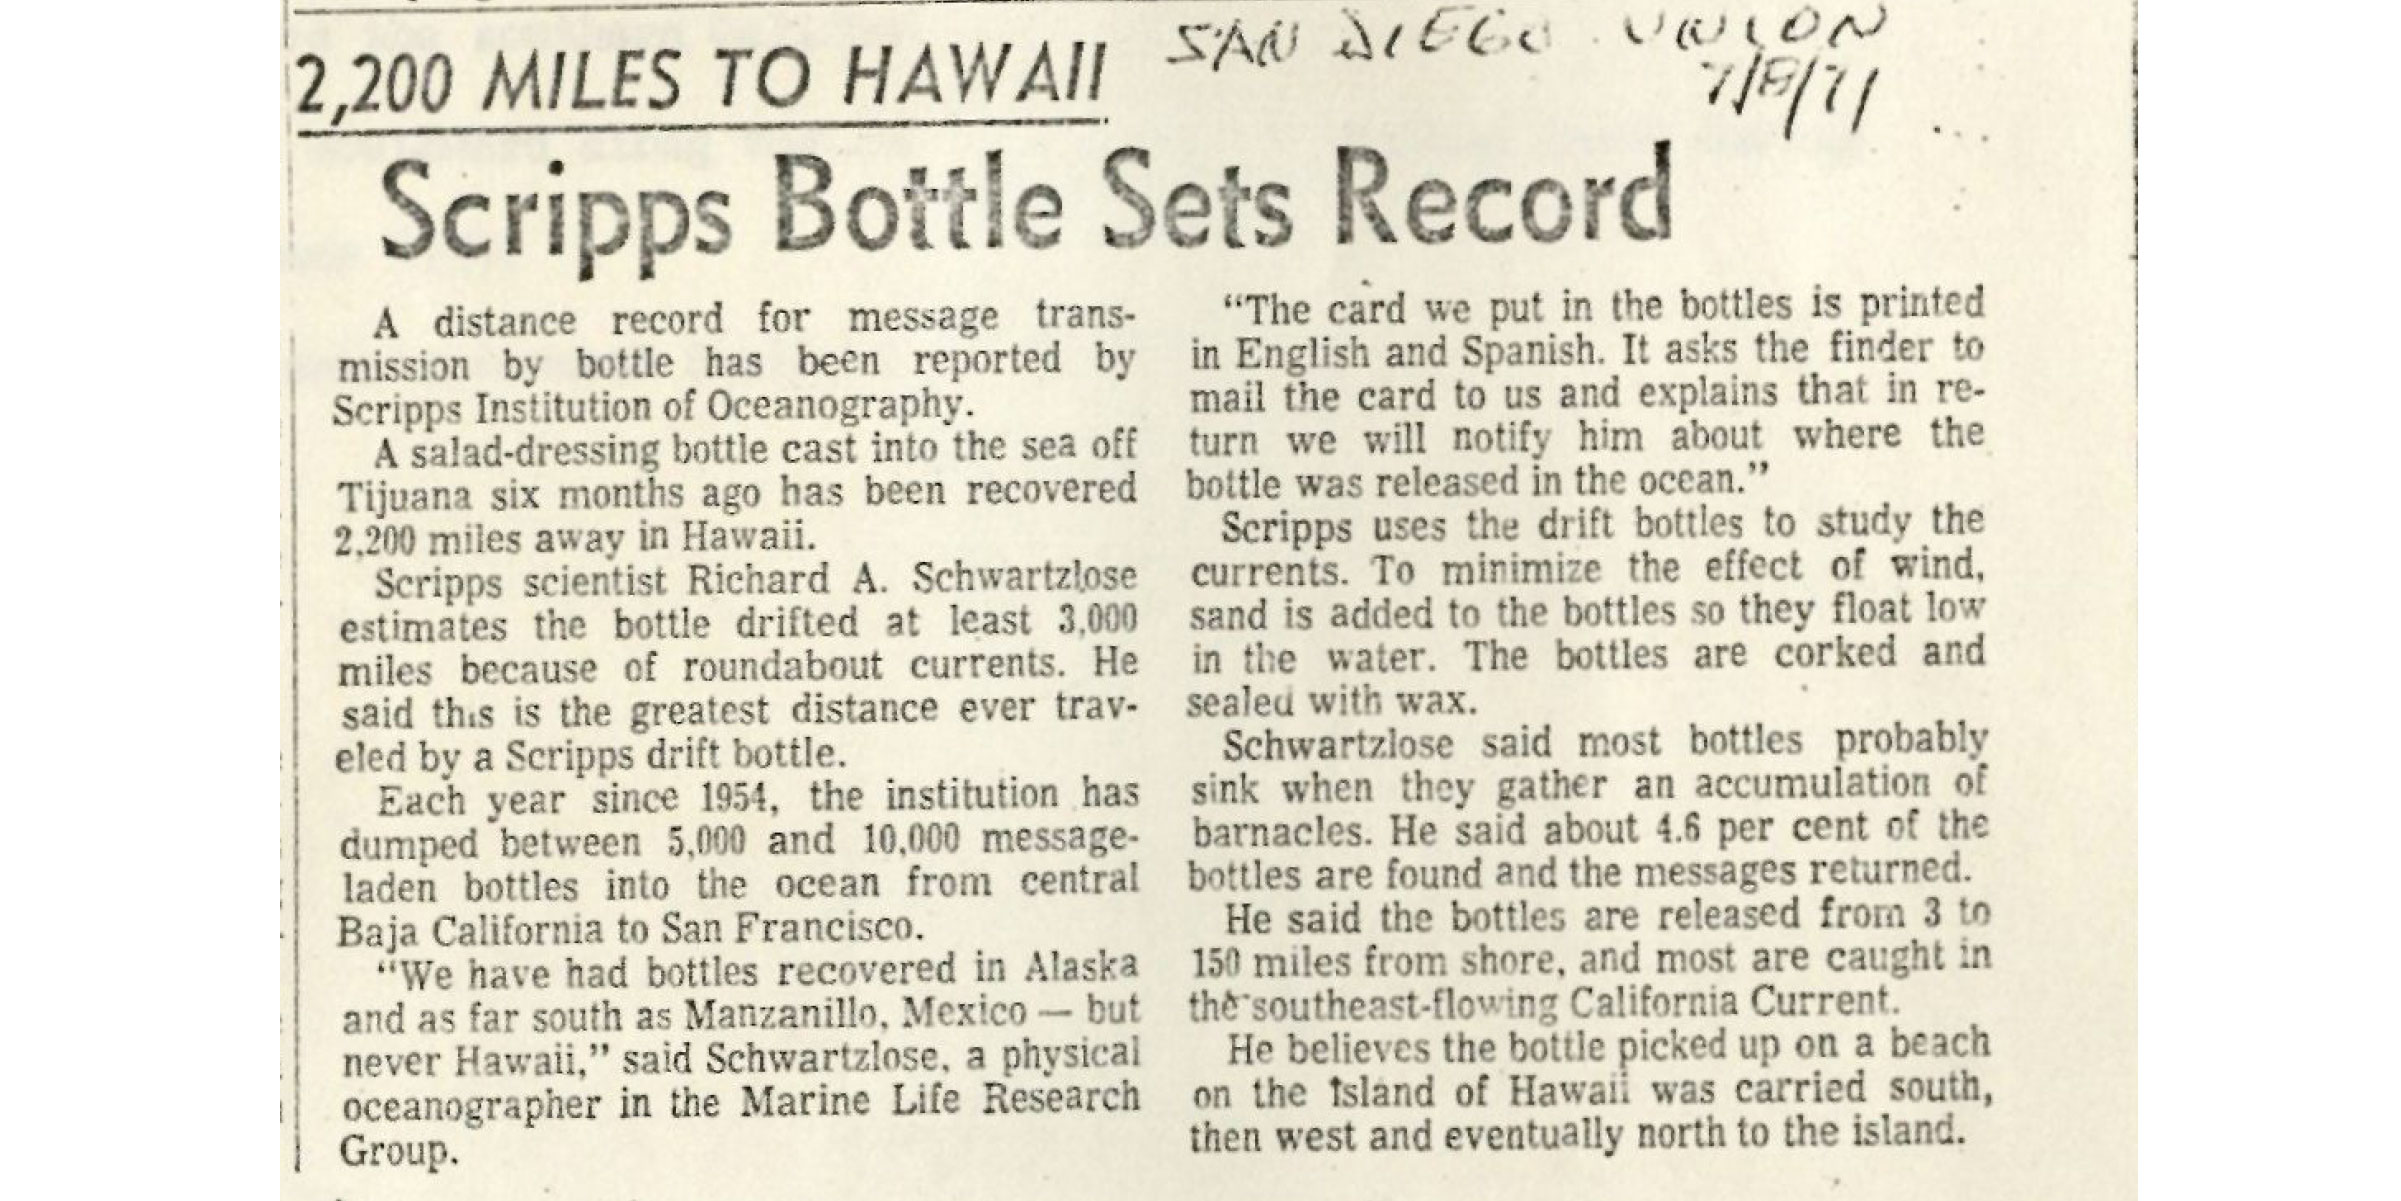 2,200 MILES TO HAWAII
SAN DIEGO UNION
7/8/71
Scripps Bottle Sets Record
A distance record for message trans-
mission by bottle has been reported by
Scripps Institution of Oceanography.
A salad-dressing bottle cast into the sea off
Tijuana six months ago has been recovered
2,200 miles away in Hawaii.
Scripps scientist Richard A. Schwartzlose
estimates the bottle drifted at least 3,000
miles because of roundabout currents. He
said this is the greatest distance ever trav-
eled by a Scripps drift bottle.
Each year since 1954, the institution has
dumped between 5,000 and 10,000 message-
laden bottles into the ocean from central
Baja California to San Francisco.
“We have had bottles recovered in Alaska
and as far south as Manzanillo, Mexico — but
never Hawaii,” said Schwartzlose, a physical
oceanographer in the Marine Life Research
Group.
“The card we put in the bottles is printed
in English and Spanish. It asks the finder to
mail the card to us and explains that in re-
turn we will notify him about where the
bottle was released in the ocean.”
Scripps uses the drift bottles to study the
currents. To minimize the effect of wind,
sand is added to the bottles so they float low
in the water. The bottles are corked and
sealed with wax.
Schwartzlose said most bottles probably
sink when they gather an accumulation of
barnacles. He said about 4.6 per cent of the
bottles are found and the messages returned.
He said the bottles are released from 3 to
150 miles from shore, and most are caught in
the southeast-flowing California Current.
He believes the bottle picked up on a beach
on the Island of Hawaii was carried south,
then west and eventually north to the island.